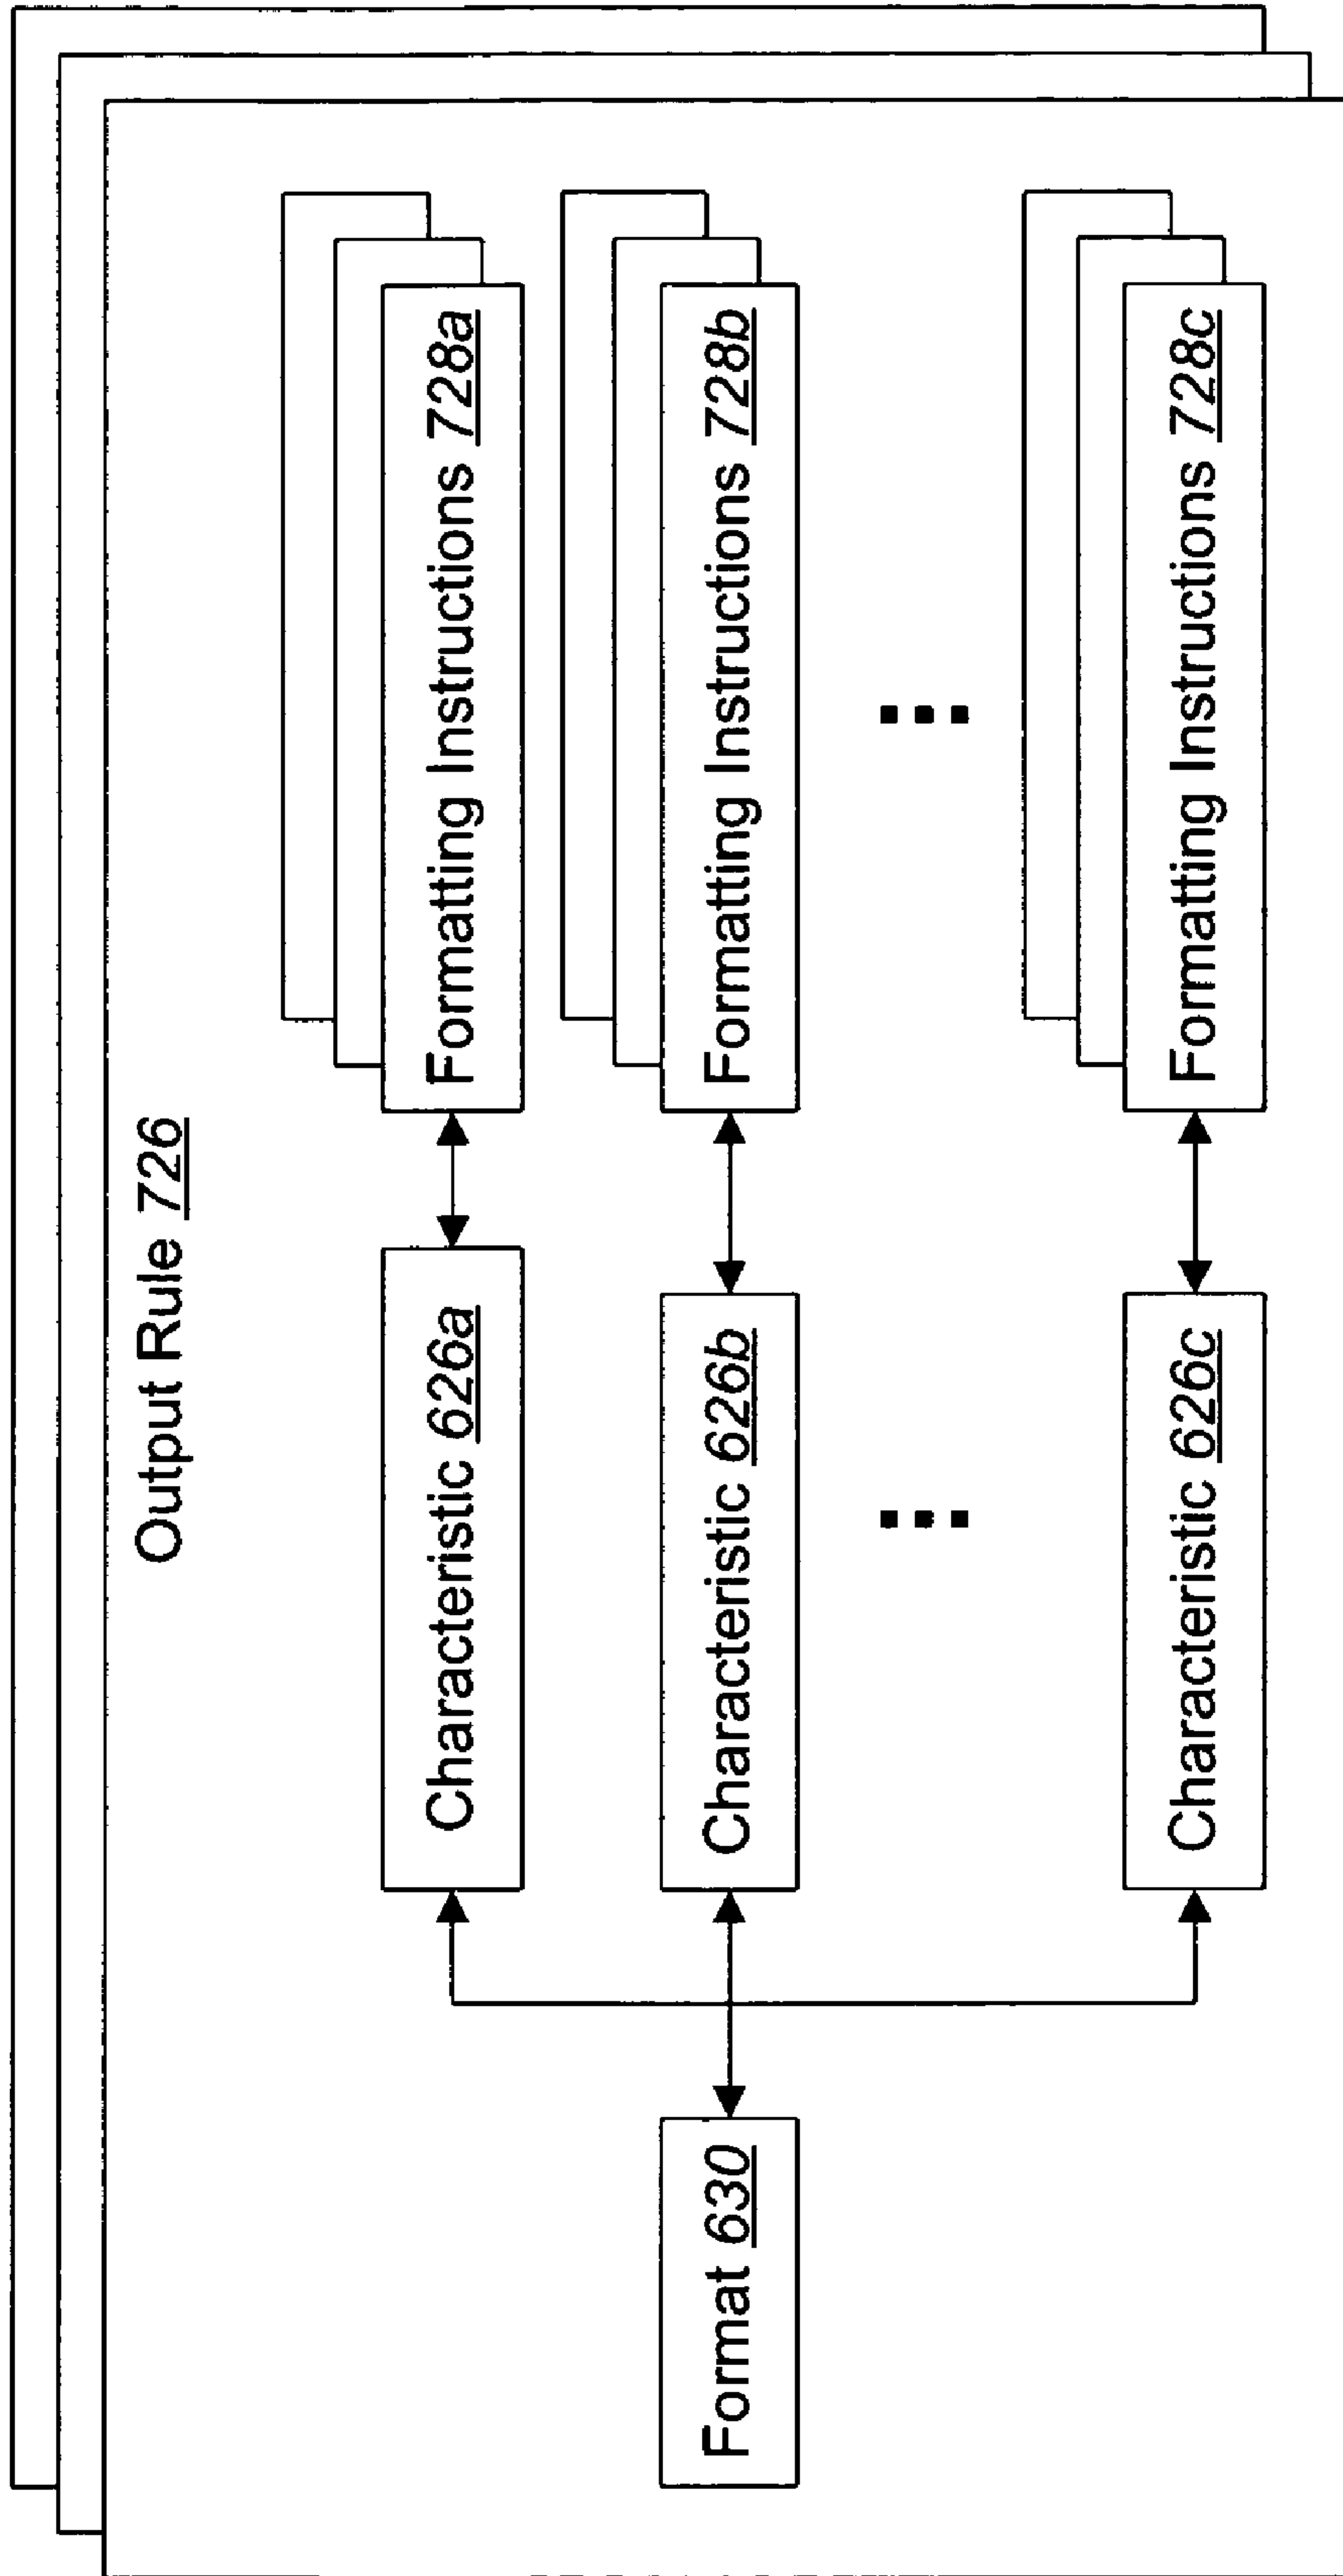 Output Rule 726
Format 630
Characteristic 626a
Formatting Instructions 728a
Characteristic 626b
Formatting Instructions 728b
Characteristic 626c
Formatting Instructions 728c